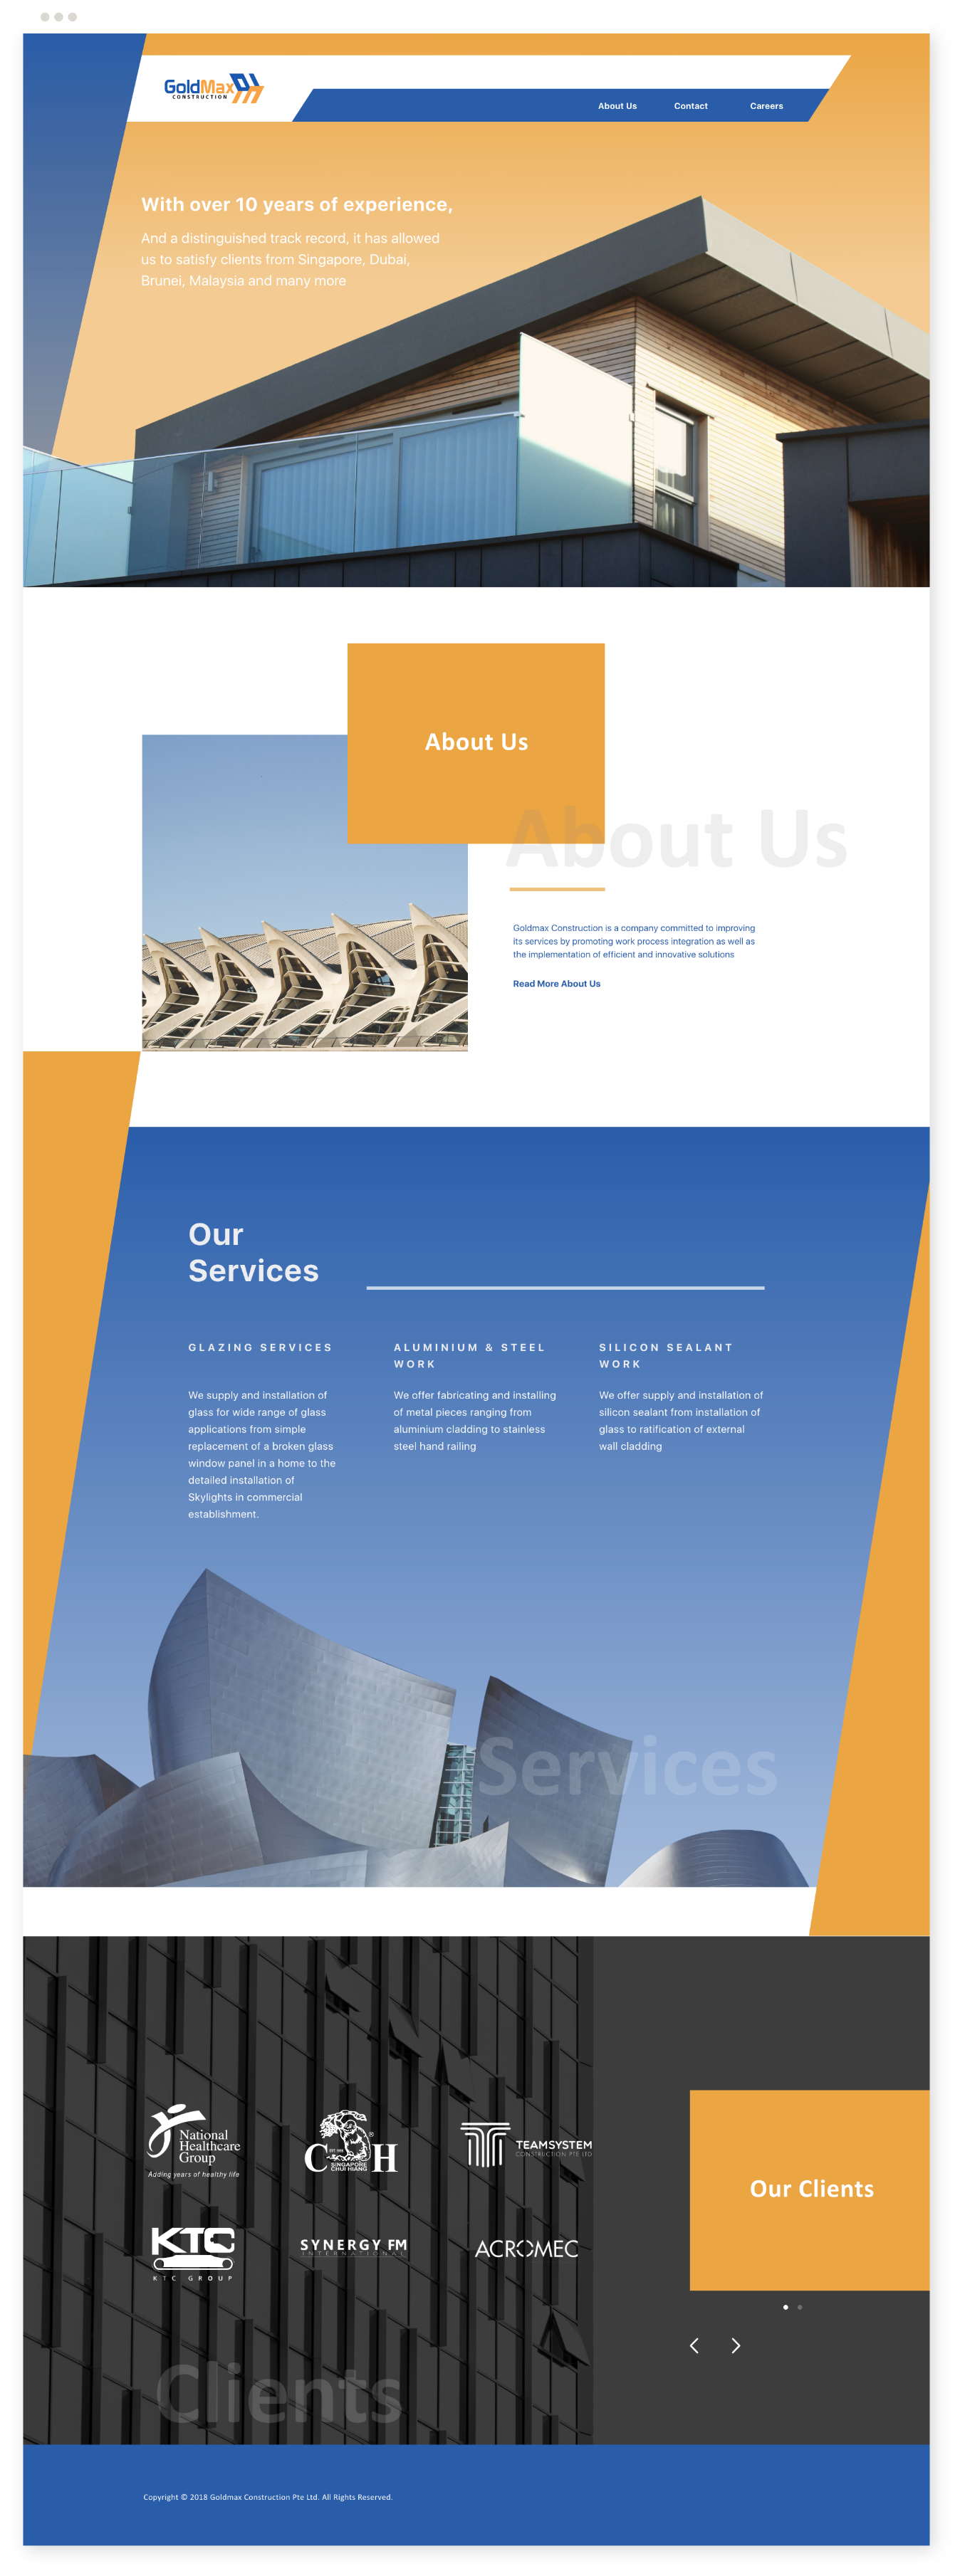 GoldMax
CONSTRUCTION
About Us
Contact
Careers
With over 10 years of experience,
And a distinguished track record, it has allowed
us to satisfy clients from Singapore, Dubai,
Brunei, Malaysia and many more
About Us
About Us
Goldmax Construction is a company committed to improving
its services by promoting work process integration as well as
the implementation of efficient and innovative solutions
Read More About Us
Our
Services
GLAZING SERVICES
We supply and installation of
glass for wide range of glass
applications from simple
replacement of a broken glass
window panel in a home to the
detailed installation of
Skylights in commercial
establishment.
ALUMINIUM & STEEL
WORK
We offer fabricating and installing
of metal pieces ranging from
aluminium cladding to stainless
steel hand railing
SILICON SEALANT
WORK
We offer supply and installation of
silicon sealant from installation of
glass to ratification of external
wall cladding
Services
National
Healthcare
Group
Adding years of healthy life
C H
®
SINGAPORE
CHUI HIANG
TEAMSYSTEM
CONSTRUCTION PTE LTD
KTC
KTC GROUP
SYNERGY FM
INTERNATIONAL
ACROMEC
Our Clients
Clients
Copyright © 2018 Goldmax Construction Pte Ltd. All Rights Reserved.